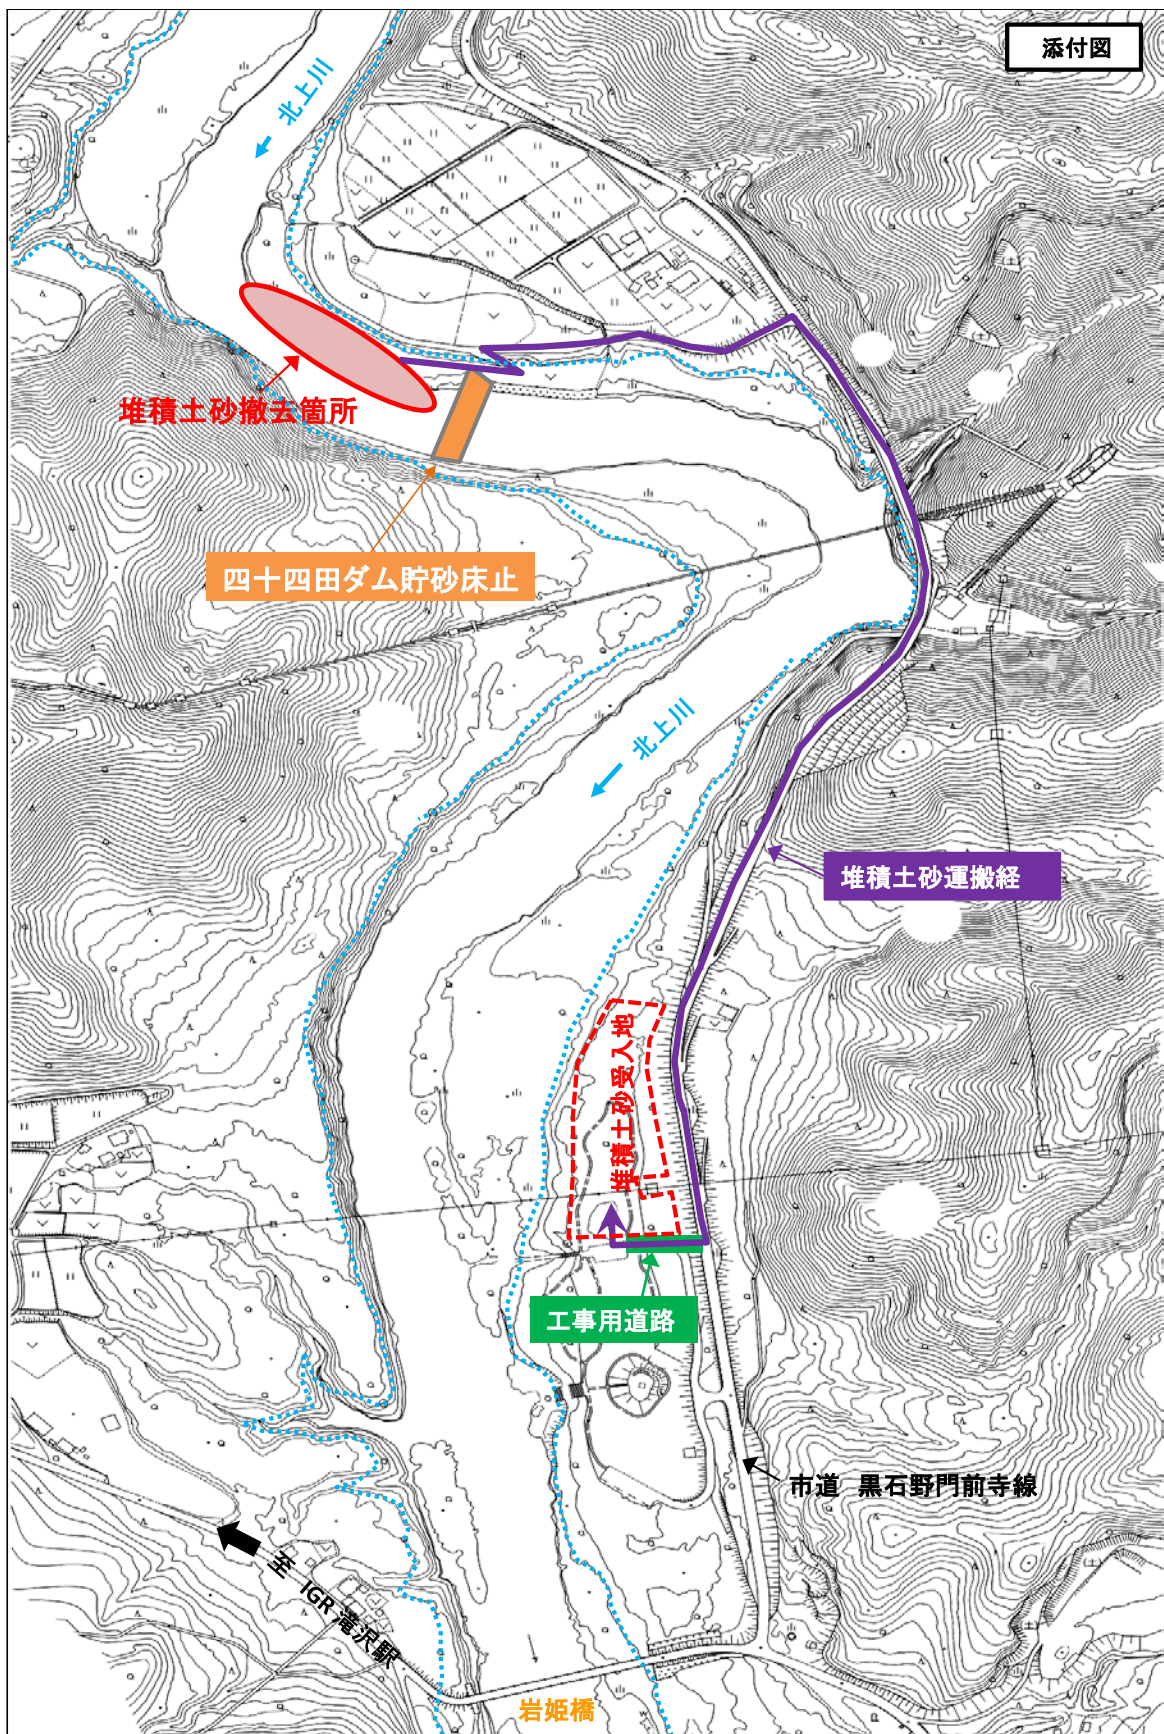 添付図
北上川
堆積土砂撤去箇所
四十四田ダム貯砂床止
北上川
堆積土砂運搬経
堆積土砂受入地
工事用道路
市道 黒石野門前寺線
至 IGR滝沢駅
岩姫橋